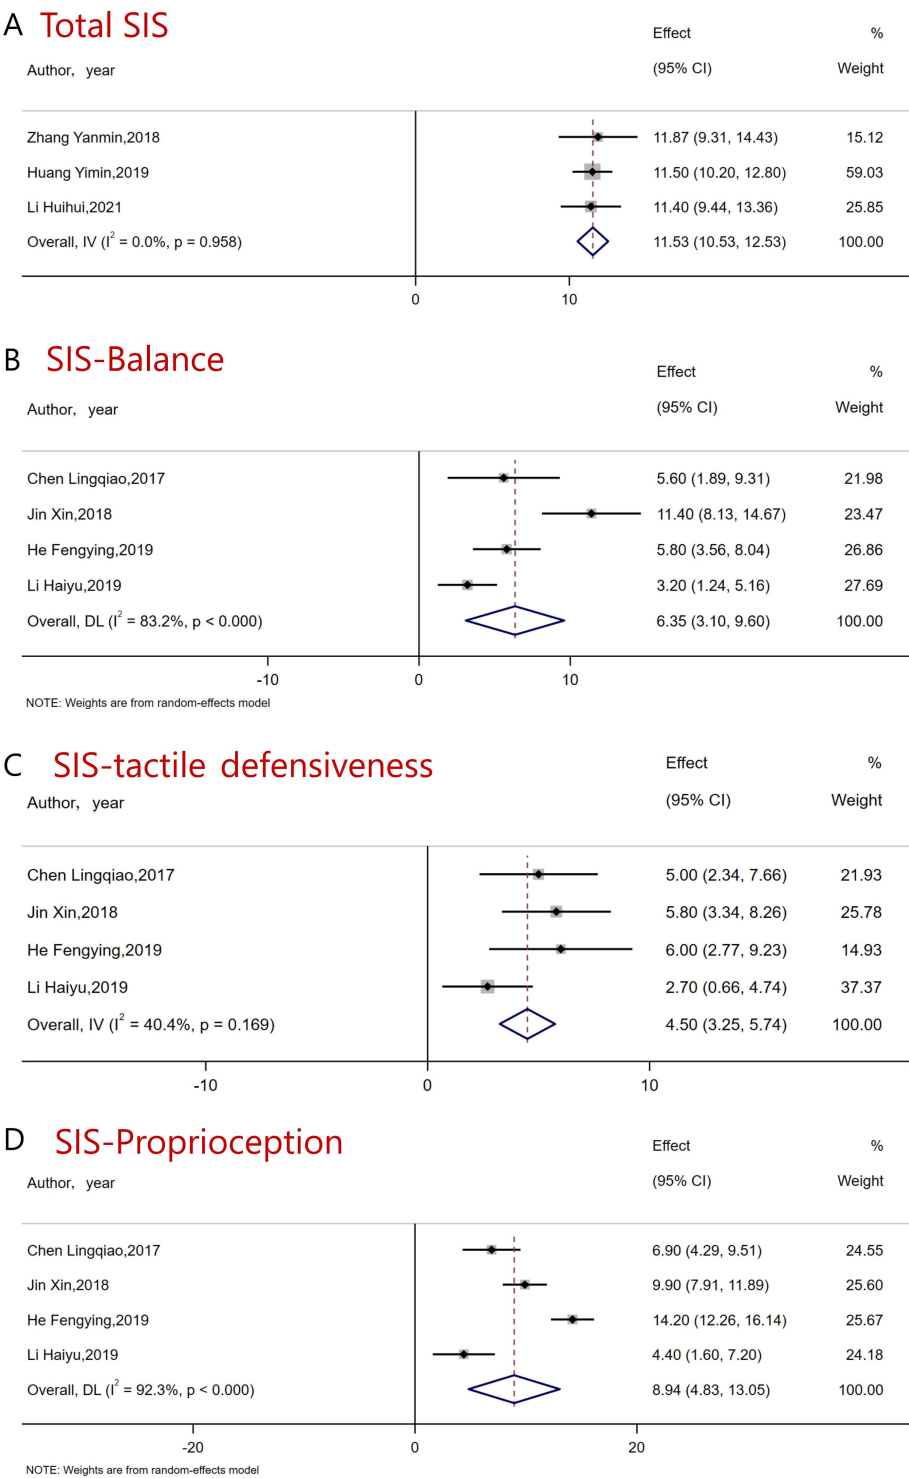 A Total SIS
Effect %
Author, year (95% CI) Weight
Zhang Yanmin,2018 11.87 (9.31, 14.43) 15.12
Huang Yimin,2019 11.50 (10.20, 12.80) 59.03
Li Huihui,2021 11.40 (9.44, 13.36) 25.85
Overall, IV (I² = 0.0%, p = 0.958) 11.53 (10.53, 12.53) 100.00
0 10
B SIS-Balance
Effect %
Author, year (95% CI) Weight
Chen Lingqiao,2017 5.60 (1.89, 9.31) 21.98
Jin Xin,2018 11.40 (8.13, 14.67) 23.47
He Fengying,2019 5.80 (3.56, 8.04) 26.86
Li Haiyu,2019 3.20 (1.24, 5.16) 27.69
Overall, DL (I² = 83.2%, p < 0.000) 6.35 (3.10, 9.60) 100.00
-10 0 10
NOTE: Weights are from random-effects model
C SIS-tactile defensiveness
Effect %
Author, year (95% CI) Weight
Chen Lingqiao,2017 5.00 (2.34, 7.66) 21.93
Jin Xin,2018 5.80 (3.34, 8.26) 25.78
He Fengying,2019 6.00 (2.77, 9.23) 14.93
Li Haiyu,2019 2.70 (0.66, 4.74) 37.37
Overall, IV (I² = 40.4%, p = 0.169) 4.50 (3.25, 5.74) 100.00
-10 0 10
D SIS-Proprioception
Effect %
Author, year (95% CI) Weight
Chen Lingqiao,2017 6.90 (4.29, 9.51) 24.55
Jin Xin,2018 9.90 (7.91, 11.89) 25.60
He Fengying,2019 14.20 (12.26, 16.14) 25.67
Li Haiyu,2019 4.40 (1.60, 7.20) 24.18
Overall, DL (I² = 92.3%, p < 0.000) 8.94 (4.83, 13.05) 100.00
-20 0 20
NOTE: Weights are from random-effects model